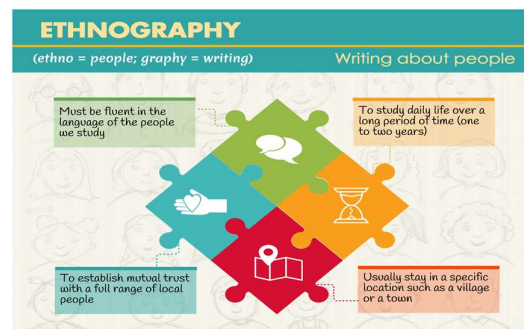 ETHNOGRAPHY
(ethno = people; graphy = writing)
Writing about people
Must be fluent in the
language of the people
we study
To study daily life over a
long period of time (one
to two years)
To establish mutual trust
with a full range of local
people
Usually stay in a specific
location such as a village
or a town